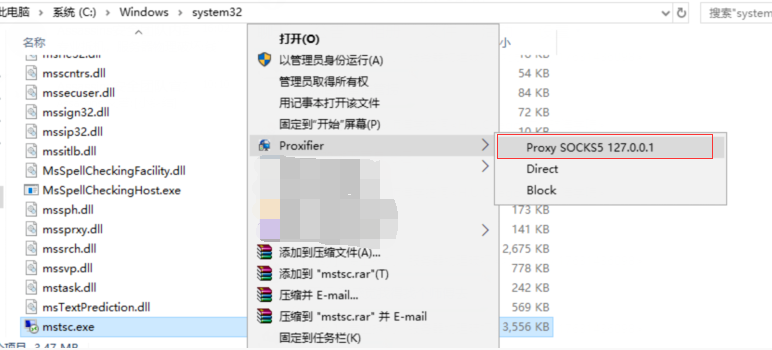 此电脑 > 系统 (C:) > Windows > system32
搜索"system
名称
小
msscntrs.dll
54 KB
mssecuser.dll
84 KB
mssign32.dll
72 KB
mssip32.dll
10 KB
mssitlb.dll
MsSpellCheckingFacility.dll
MsSpellCheckingHost.exe
mssph.dll
173 KB
mssprxy.dll
141 KB
mssrch.dll
2,675 KB
mssvp.dll
778 KB
mstask.dll
242 KB
msTextPrediction.dll
569 KB
mstsc.exe
3,556 KB
3.47 MB
打开(O)
以管理员身份运行(A)
管理员取得所有权
用记事本打开该文件
固定到"开始"屏幕(P)
Proxifier
添加到压缩文件(A)...
添加到 "mstsc.rar"(T)
压缩并 E-mail...
压缩到 "mstsc.rar" 并 E-mail
固定到任务栏(K)
Proxy SOCKS5 127.0.0.1
Direct
Block